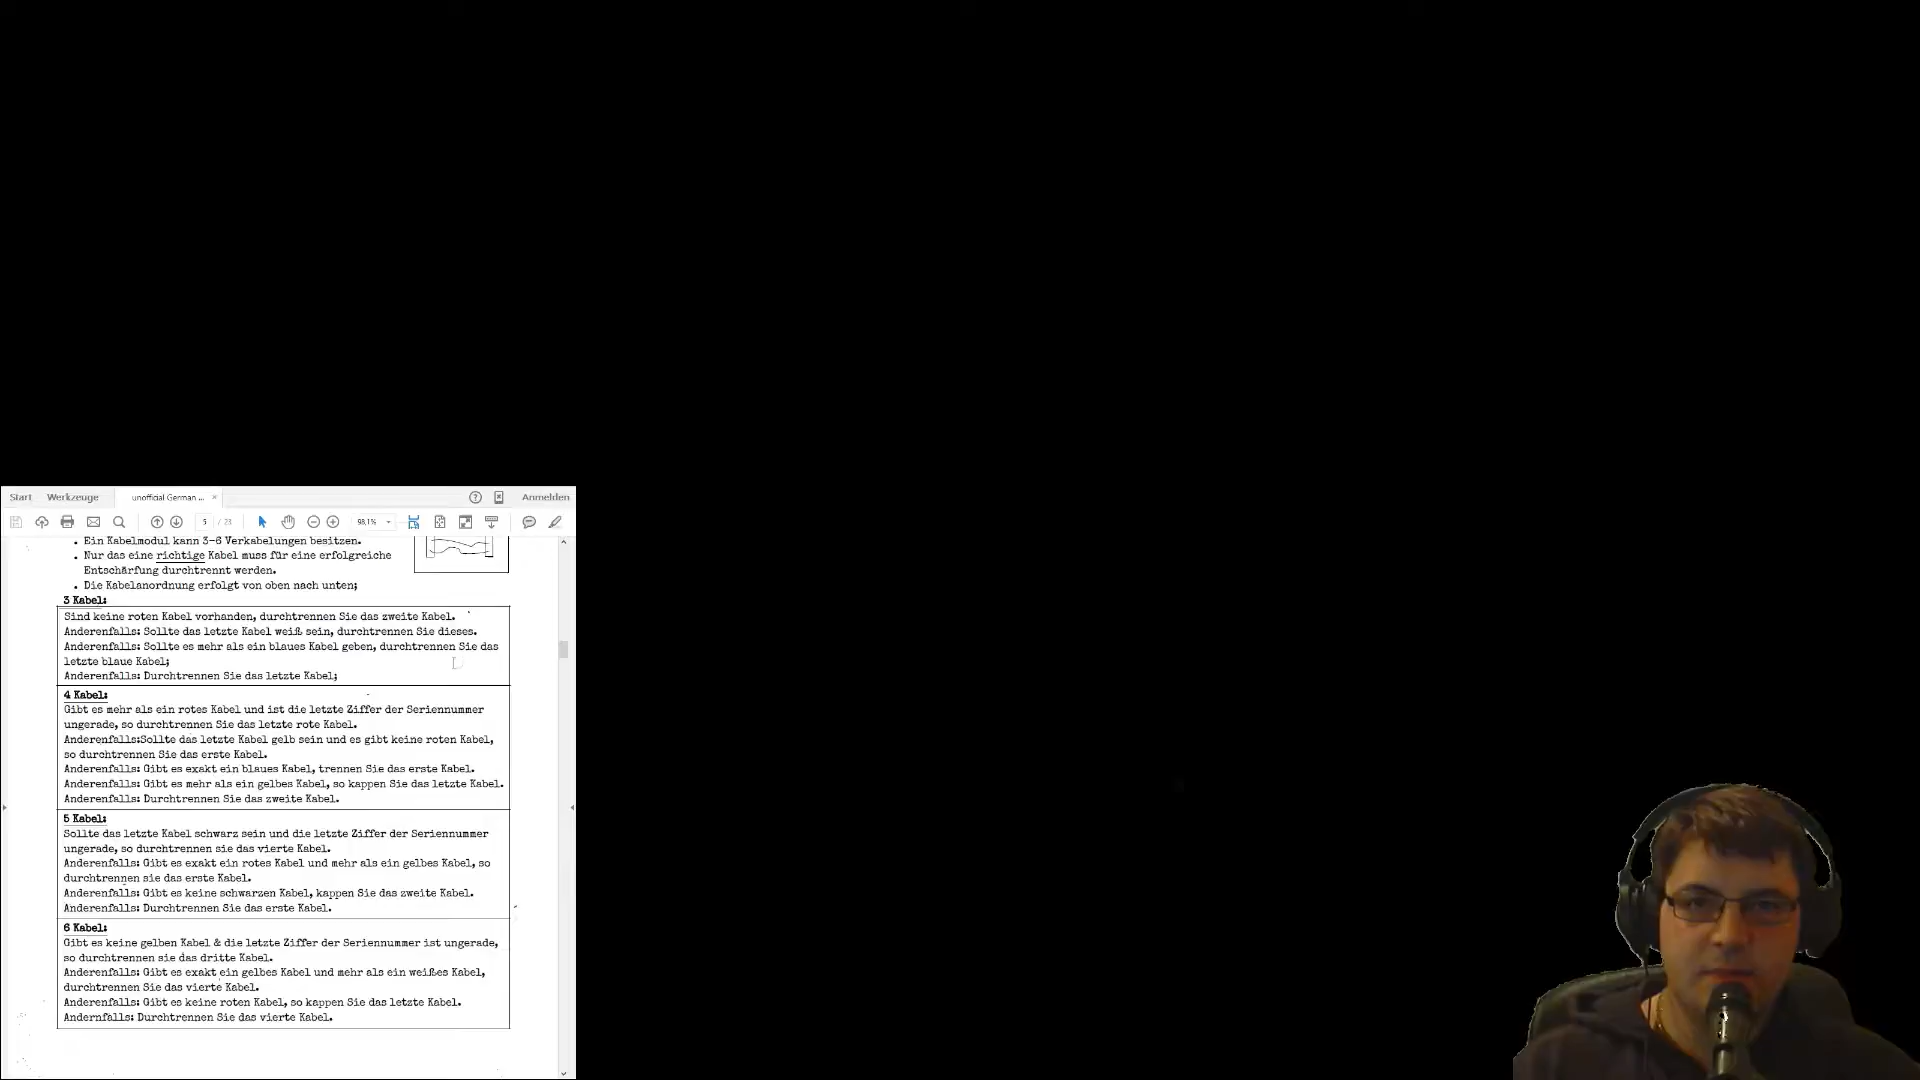 Start Werkzeuge unofficial German ... × Anmelden
5 / 23 98,1%
. Ein Kabelmodul kann 3-6 Verkabelungen besitzen.
. Nur das eine richtige Kabel muss für eine erfolgreiche
Entschärfung durchtrennt werden.
. Die Kabelanordnung erfolgt von oben nach unten;
3 Kabel:
Sind keine roten Kabel vorhanden, durchtrennen Sie das zweite Kabel.
Anderenfalls: Sollte das letzte Kabel weiß sein, durchtrennen Sie dieses.
Anderenfalls: Sollte es mehr als ein blaues Kabel geben, durchtrennen Sie das
letzte blaue Kabel;
Anderenfalls: Durchtrennen Sie das letzte Kabel;
4 Kabel:
Gibt es mehr als ein rotes Kabel und ist die letzte Ziffer der Seriennummer
ungerade, so durchtrennen Sie das letzte rote Kabel.
Anderenfalls:Sollte das letzte Kabel gelb sein und es gibt keine roten Kabel,
so durchtrennen Sie das erste Kabel.
Anderenfalls: Gibt es exakt ein blaues Kabel, trennen Sie das erste Kabel.
Anderenfalls: Gibt es mehr als ein gelbes Kabel, so kappen Sie das letzte Kabel.
Anderenfalls: Durchtrennen Sie das zweite Kabel.
5 Kabel:
Sollte das letzte Kabel schwarz sein und die letzte Ziffer der Seriennummer
ungerade, so durchtrennen sie das vierte Kabel.
Anderenfalls: Gibt es exakt ein rotes Kabel und mehr als ein gelbes Kabel, so
durchtrennen sie das erste Kabel.
Anderenfalls: Gibt es keine schwarzen Kabel, kappen Sie das zweite Kabel.
Anderenfalls: Durchtrennen Sie das erste Kabel.
6 Kabel:
Gibt es keine gelben Kabel & die letzte Ziffer der Seriennummer ist ungerade,
so durchtrennen sie das dritte Kabel.
Anderenfalls: Gibt es exakt ein gelbes Kabel und mehr als ein weißes Kabel,
durchtrennen Sie das vierte Kabel.
Anderenfalls: Gibt es keine roten Kabel, so kappen Sie das letzte Kabel.
Andernfalls: Durchtrennen Sie das vierte Kabel.